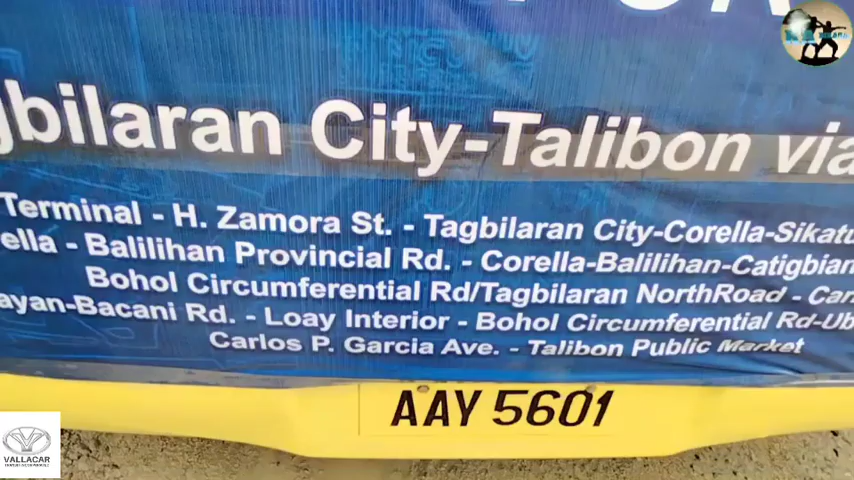 gbilaran City-Talibon via
Terminal - H. Zamora St. - Tagbilaran City-Corella-Sikatu
ella - Balilihan Provincial Rd. - Corella-Balilihan-Catigbian
Bohol Circumferential Rd/Tagbilaran NorthRoad - Car
ayan-Bacani Rd. - Loay Interior - Bohol Circumferential Rd-Ub
Carlos P. Garcia Ave. - Talibon Public Market
AAY 5601
VALLACAR